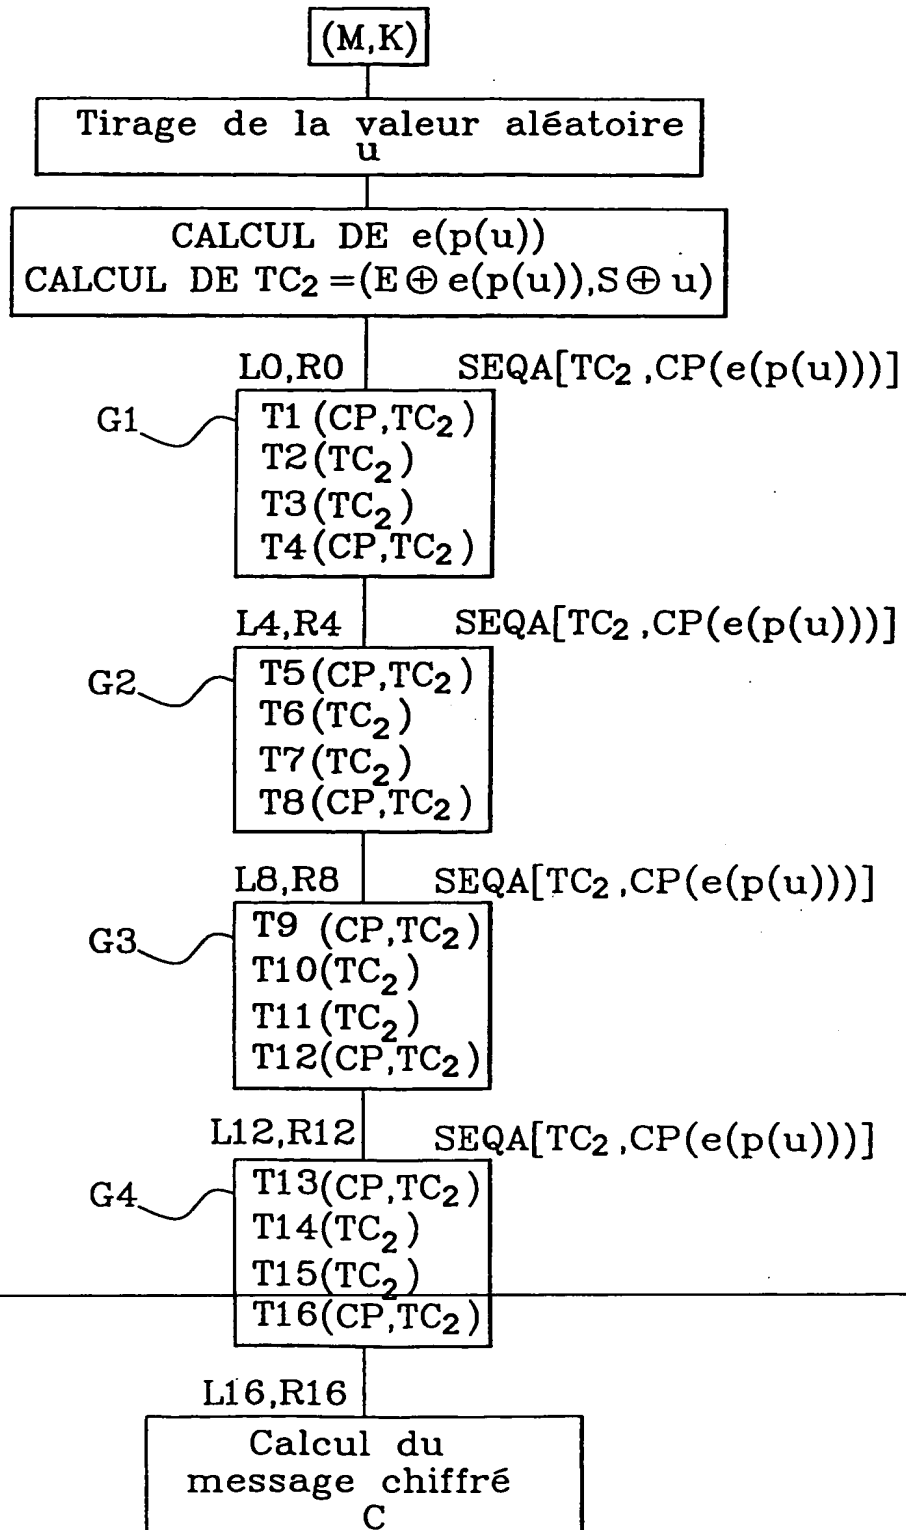 (M,K)
Tirage de la valeur aléatoire
u
CALCUL DE e(p(u))
CALCUL DE TC₂ =(E ⊕ e(p(u)),S ⊕ u)
L0,R0 SEQA[TC₂ ,CP(e(p(u)))]
G1
T1 (CP,TC₂)
T2(TC₂)
T3(TC₂)
T4(CP,TC₂)
L4,R4 SEQA[TC₂ ,CP(e(p(u)))]
G2
T5(CP,TC₂)
T6(TC₂)
T7(TC₂)
T8(CP,TC₂)
L8,R8 SEQA[TC₂ ,CP(e(p(u)))]
G3
T9 (CP,TC₂)
T10(TC₂)
T11(TC₂)
T12(CP,TC₂)
L12,R12 SEQA[TC₂ ,CP(e(p(u)))]
G4
T13(CP,TC₂)
T14(TC₂)
T15(TC₂)
T16(CP,TC₂)
L16,R16
Calcul du
message chiffré
C